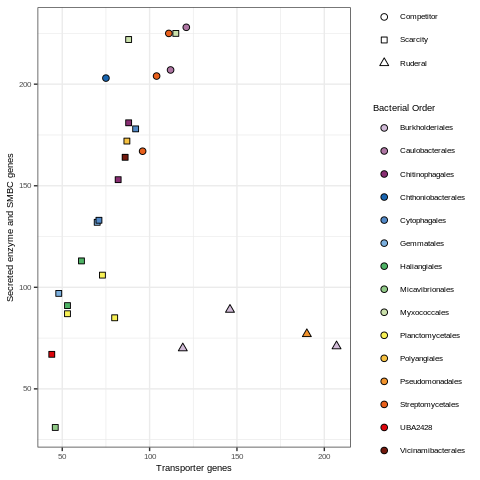 Competitor
Scarcity
Ruderal
Bacterial Order
Burkholderiales
Caulobacterales
Chitinophagales
Chthoniobacterales
Cytophagales
Gemmatales
Haliangiales
Micavibrionales
Myxococcales
Planctomycetales
Polyangiales
Pseudomonadales
Streptomycetales
UBA2428
Vicinamibacterales
Secreted enzyme and SMBC genes
200
150
100
50
50 100 150 200
Transporter genes